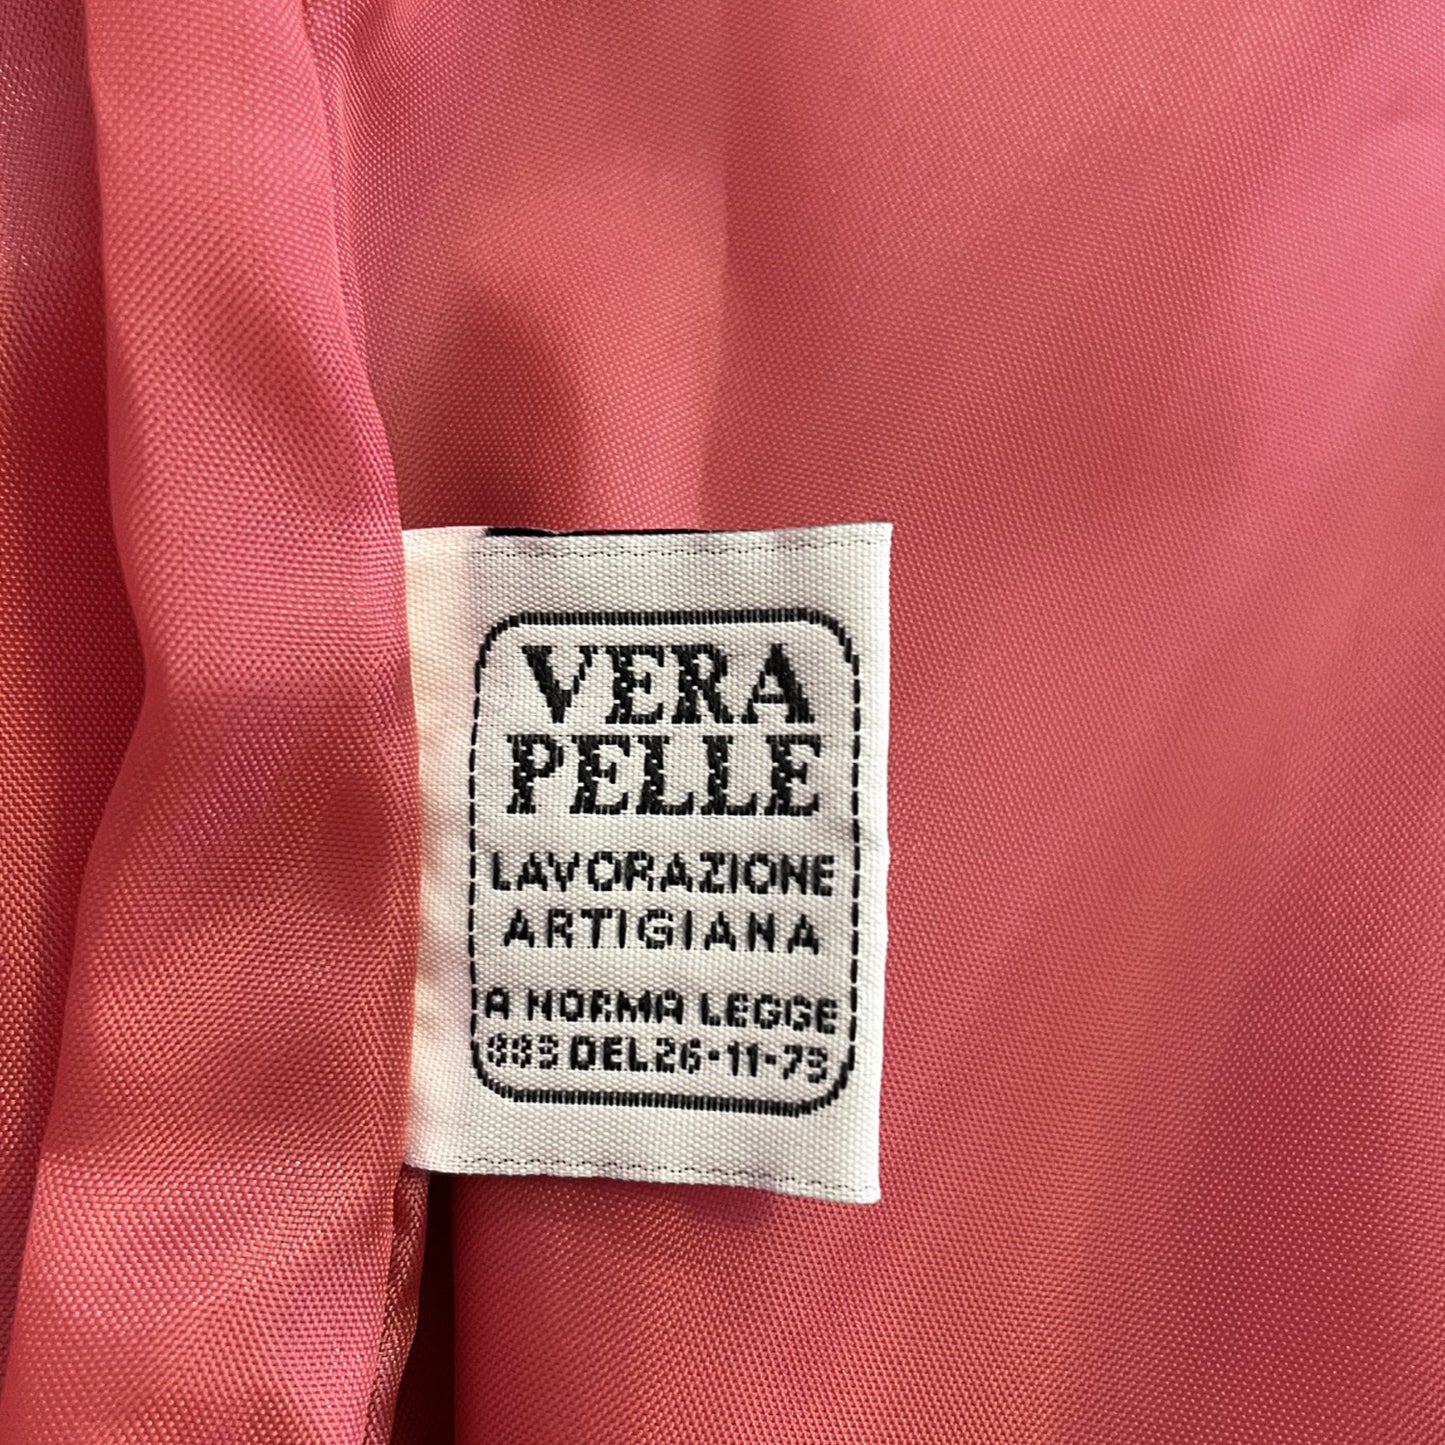 VERA
PELLE
LAVORAZIONE
ARTIGIANA
A NORMA LEGGE
883 DEL 26-11-73